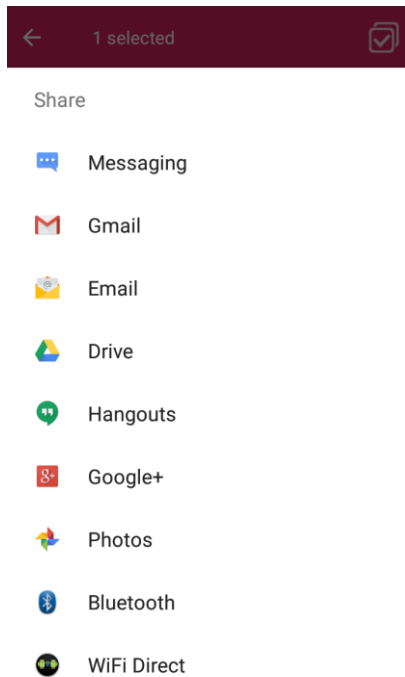 1 selected
Share
Messaging
Gmail
Email
Drive
Hangouts
Google+
Photos
Bluetooth
WiFi Direct